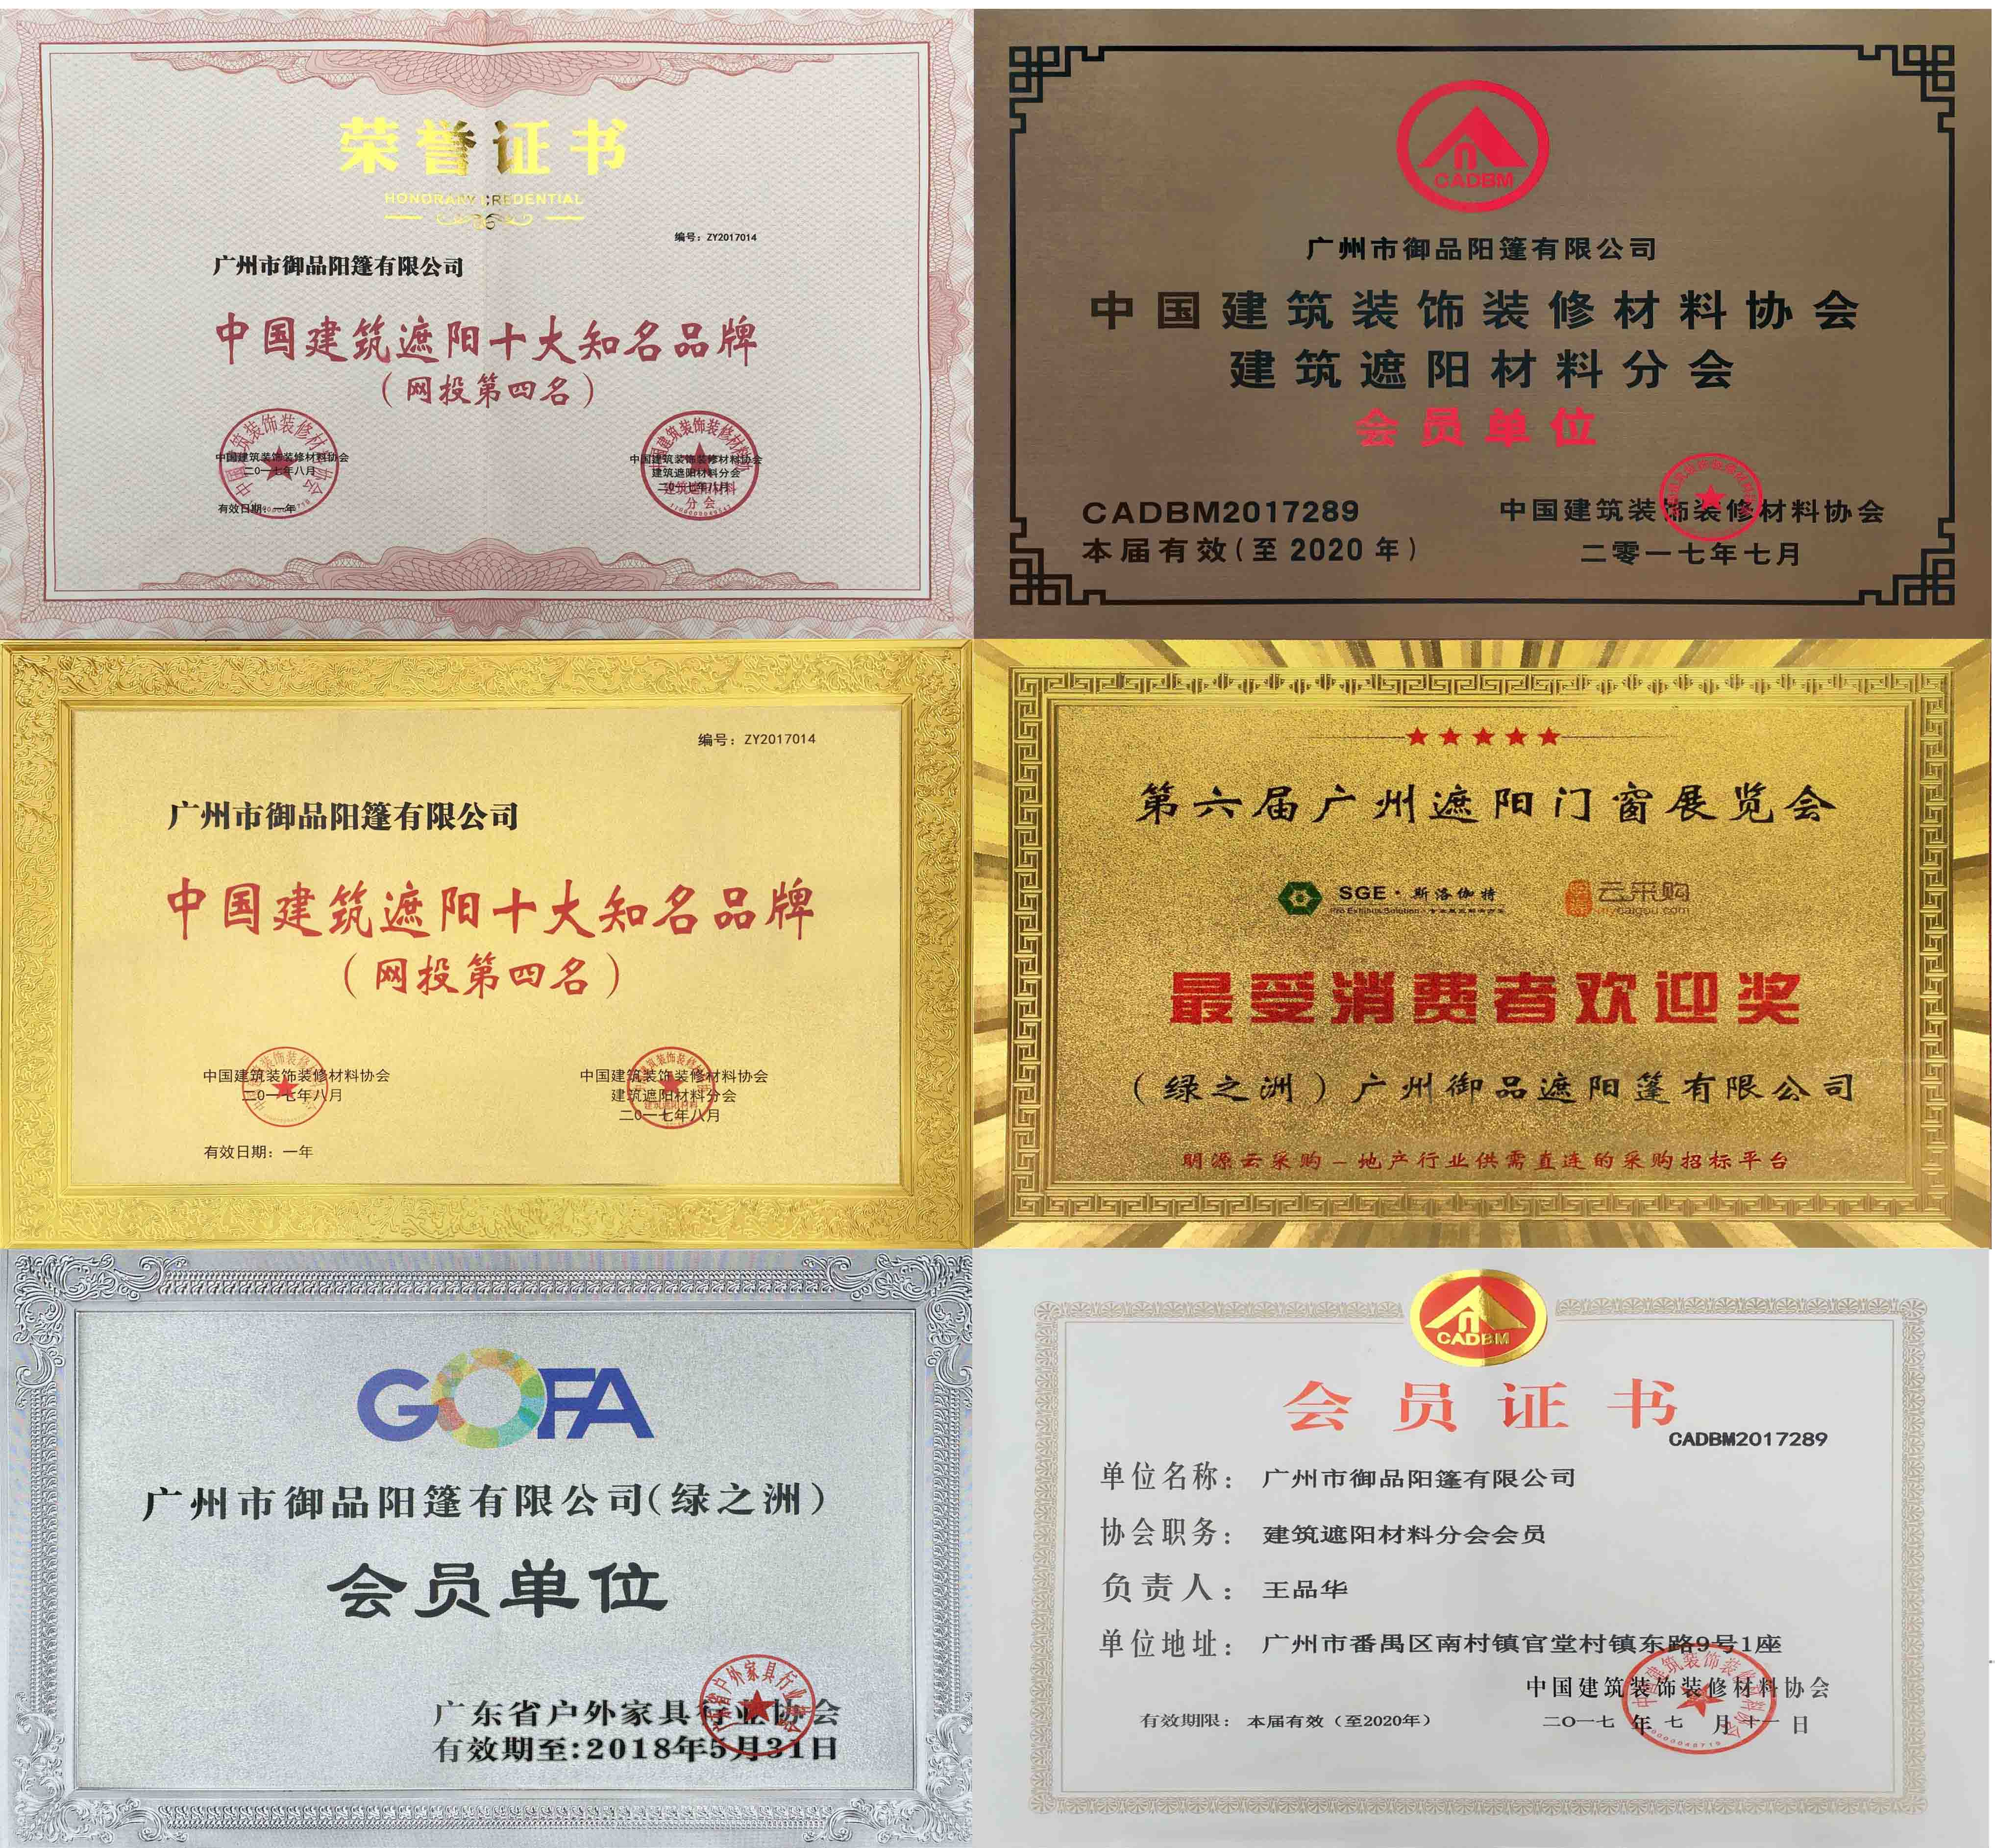 荣誉证书
HONORARY CREDENTIAL
编号：ZY2017014
广州市御品阳篷有限公司
中国建筑遮阳十大知名品牌
（网投第四名）
中国建筑装饰装修材料协会
二0一七年八月
有效日期：一年
中国建筑装饰装修材料协会
建筑遮阳材料分会
二0一七年八月
CADBM
广州市御品阳篷有限公司
中国建筑装饰装修材料协会
建筑遮阳材料分会
会员单位
CADBM2017289
本届有效（至2020年）
中国建筑装饰装修材料协会
二零一七年七月
编号：ZY2017014
广州市御品阳篷有限公司
中国建筑遮阳十大知名品牌
（网投第四名）
中国建筑装饰装修材料协会
二0一七年八月
中国建筑装饰装修材料协会
建筑遮阳材料分会
二0一七年八月
有效日期：一年
第六届广州遮阳门窗展览会
SGE·斯洛伽特
云采购
最受消费者欢迎奖
（绿之洲）广州御品遮阳篷有限公司
明源云采购－地产行业供需直连的采购招标平台
GOFA
广州市御品阳篷有限公司（绿之洲）
会员单位
广东省户外家具行业协会
有效期至：2018年5月31日
CADBM
会员证书
CADBM2017289
单位名称：广州市御品阳篷有限公司
协会职务：建筑遮阳材料分会会员
负责人：王品华
单位地址：广州市番禺区南村镇官堂村镇东路9号1座
中国建筑装饰装修材料协会
有效期限：本届有效（至2020年）
二〇一七年七月十一日